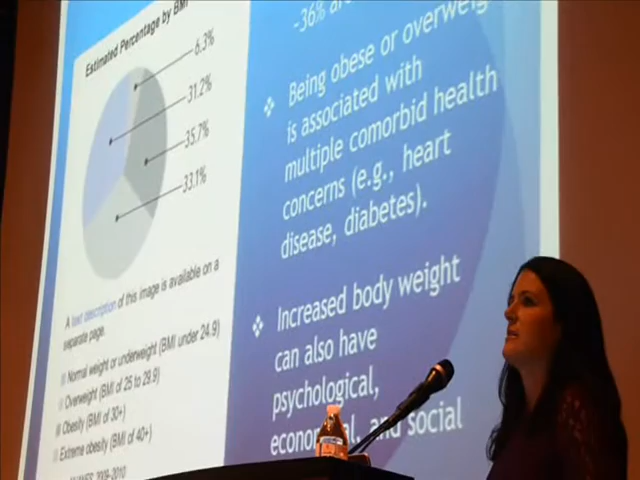 Estimated Percentage by BMI
6.3%
31.2%
35.7%
33.1%
A text description of this image is available on a
separate page.
Normal weight or underweight (BMI under 24.9)
Overweight (BMI of 25 to 29.9)
Obesity (BMI of 30+)
Extreme obesity (BMI of 40+)
2009-2010
~36%
Being obese or
is associated with
multiple comorbid health
concerns (e.g., heart
disease, diabetes).
Increased body weight
can also have
psychological,
and social